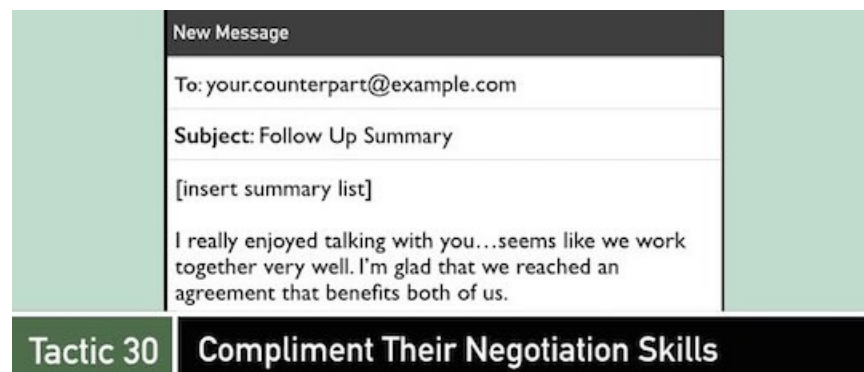 New Message
To: your.counterpart@example.com
Subject: Follow Up Summary
[insert summary list]
I really enjoyed talking with you...seems like we work
together very well. I'm glad that we reached an
agreement that benefits both of us.
Tactic 30
Compliment Their Negotiation Skills